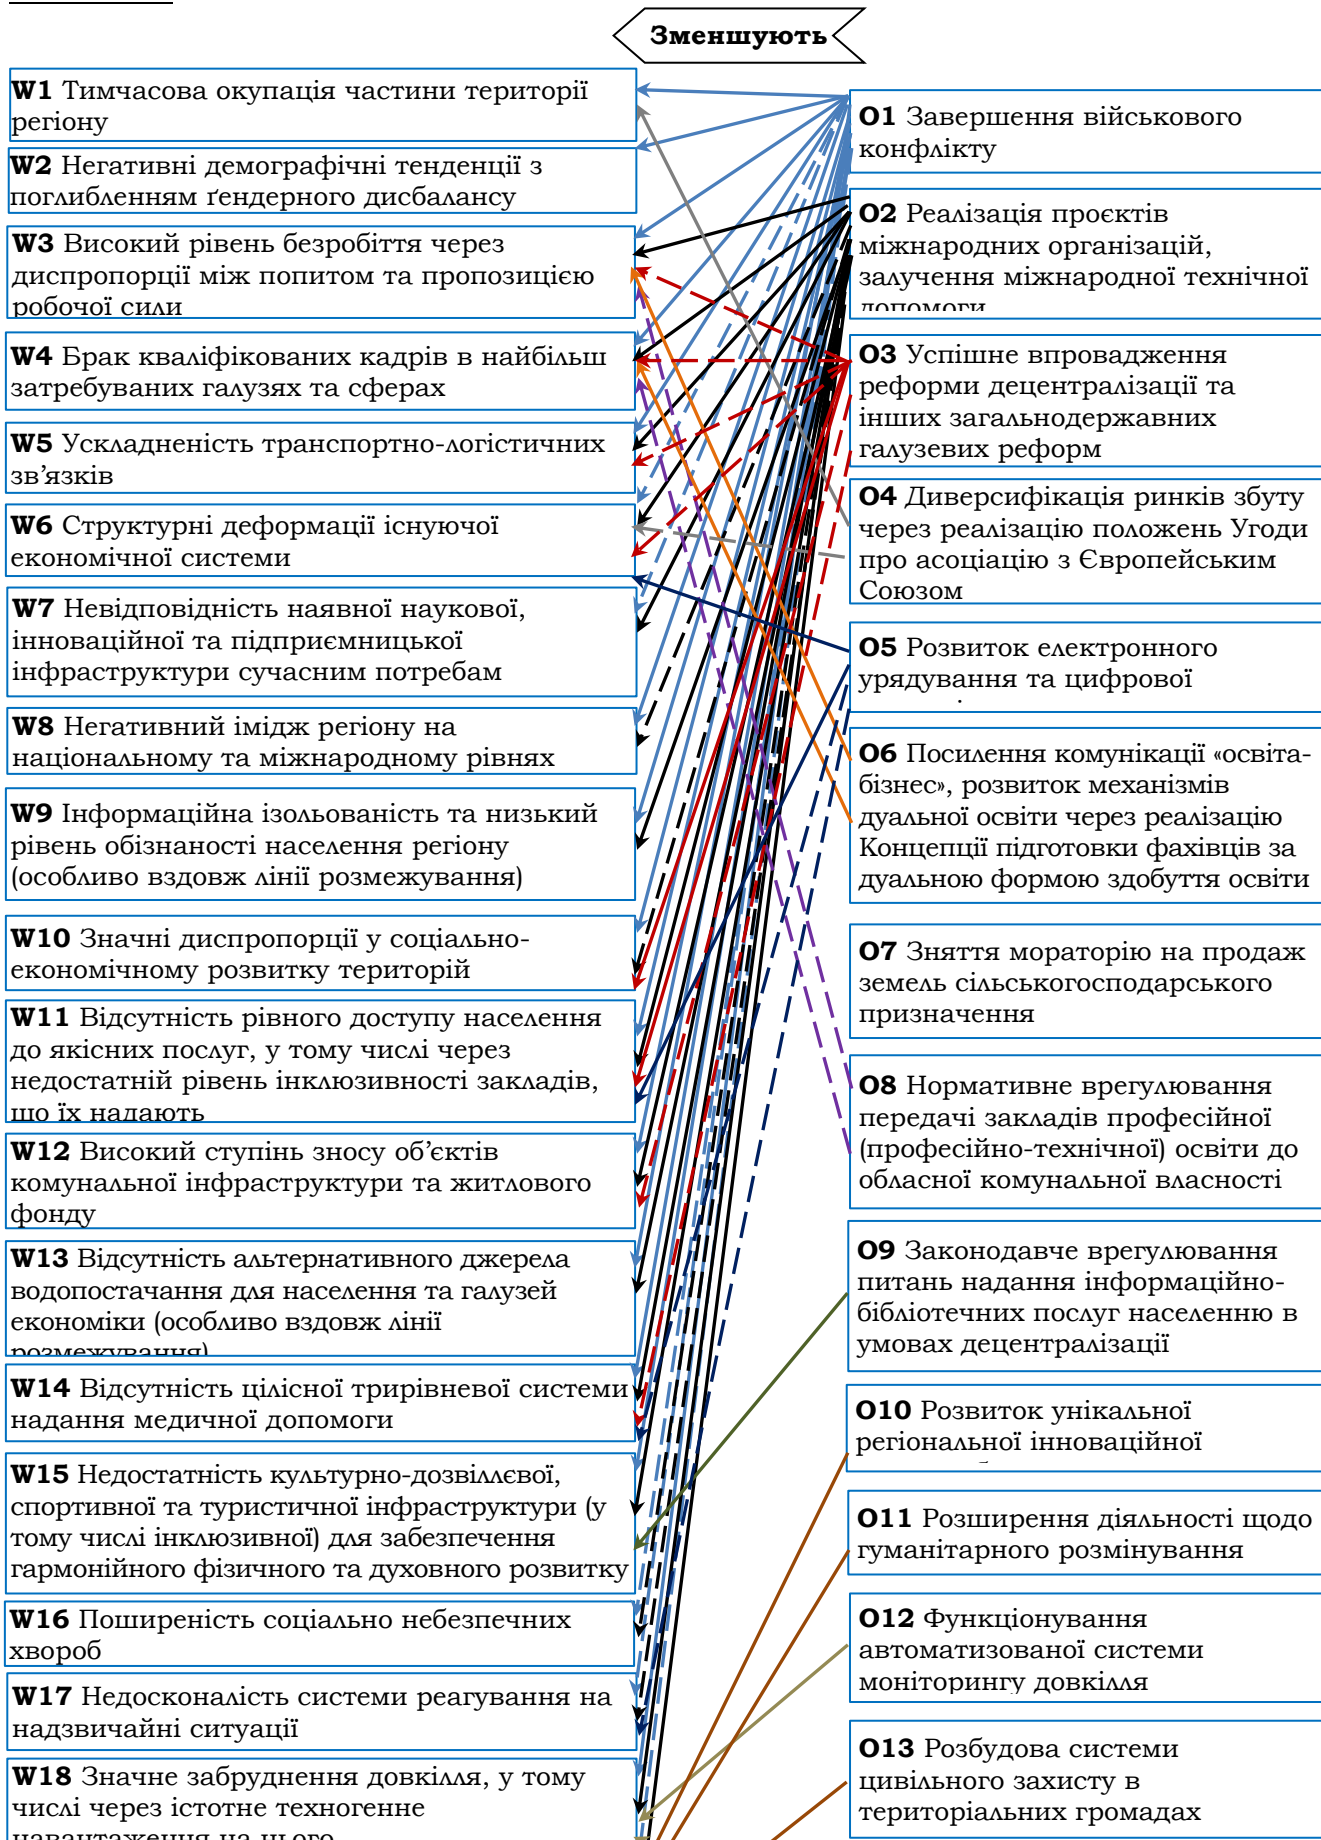 Зменшують
W1 Тимчасова окупація частини території
регіону
W2 Негативні демографічні тенденції з
поглибленням ґендерного дисбалансу
W3 Високий рівень безробіття через
диспропорції між попитом та пропозицією
робочої сили
W4 Брак кваліфікованих кадрів в найбільш
затребуваних галузях та сферах
W5 Ускладненість транспортно-логістичних
зв’язків
W6 Структурні деформації існуючої
економічної системи
W7 Невідповідність наявної наукової,
інноваційної та підприємницької
інфраструктури сучасним потребам
W8 Негативний імідж регіону на
національному та міжнародному рівнях
W9 Інформаційна ізольованість та низький
рівень обізнаності населення регіону
(особливо вздовж лінії розмежування)
W10 Значні диспропорції у соціально-
економічному розвитку територій
W11 Відсутність рівного доступу населення
до якісних послуг, у тому числі через
недостатній рівень інклюзивності закладів,
що їх надають
W12 Високий ступінь зносу об’єктів
комунальної інфраструктури та житлового
фонду
W13 Відсутність альтернативного джерела
водопостачання для населення та галузей
економіки (особливо вздовж лінії
розмежування)
W14 Відсутність цілісної трирівневої системи
надання медичної допомоги
W15 Недостатність культурно-дозвіллєвої,
спортивної та туристичної інфраструктури (у
тому числі інклюзивної) для забезпечення
гармонійного фізичного та духовного розвитку
W16 Поширеність соціально небезпечних
хвороб
W17 Недосконалість системи реагування на
надзвичайні ситуації
W18 Значне забруднення довкілля, у тому
числі через істотне техногенне
навантаження на нього
O1 Завершення військового
конфлікту
O2 Реалізація проєктів
міжнародних організацій,
залучення міжнародної технічної
допомоги
O3 Успішне впровадження
реформи децентралізації та
інших загальнодержавних
галузевих реформ
O4 Диверсифікація ринків збуту
через реалізацію положень Угоди
про асоціацію з Європейським
Союзом
O5 Розвиток електронного
урядування та цифрової
O6 Посилення комунікації «освіта-
бізнес», розвиток механізмів
дуальної освіти через реалізацію
Концепції підготовки фахівців за
дуальною формою здобуття освіти
O7 Зняття мораторію на продаж
земель сільськогосподарського
призначення
O8 Нормативне врегулювання
передачі закладів професійної
(професійно-технічної) освіти до
обласної комунальної власності
O9 Законодавче врегулювання
питань надання інформаційно-
бібліотечних послуг населенню в
умовах децентралізації
O10 Розвиток унікальної
регіональної інноваційної
O11 Розширення діяльності щодо
гуманітарного розмінування
O12 Функціонування
автоматизованої системи
моніторингу довкілля
O13 Розбудова системи
цивільного захисту в
територіальних громадах